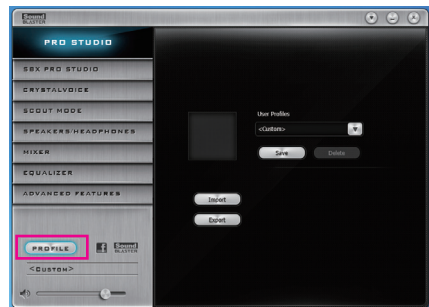 Sound
BLASTER
PRO STUDIO
SBX PRO STUDIO
CRYSTALVOICE
SCOUT MODE
SPEAKERS/HEADPHONES
MIXER
EQUALIZER
ADVANCED FEATURES
User Profiles
<Custom>
Save
Delete
Import
Export
PROFILE
f
Sound
BLASTER
<CUSTOM>